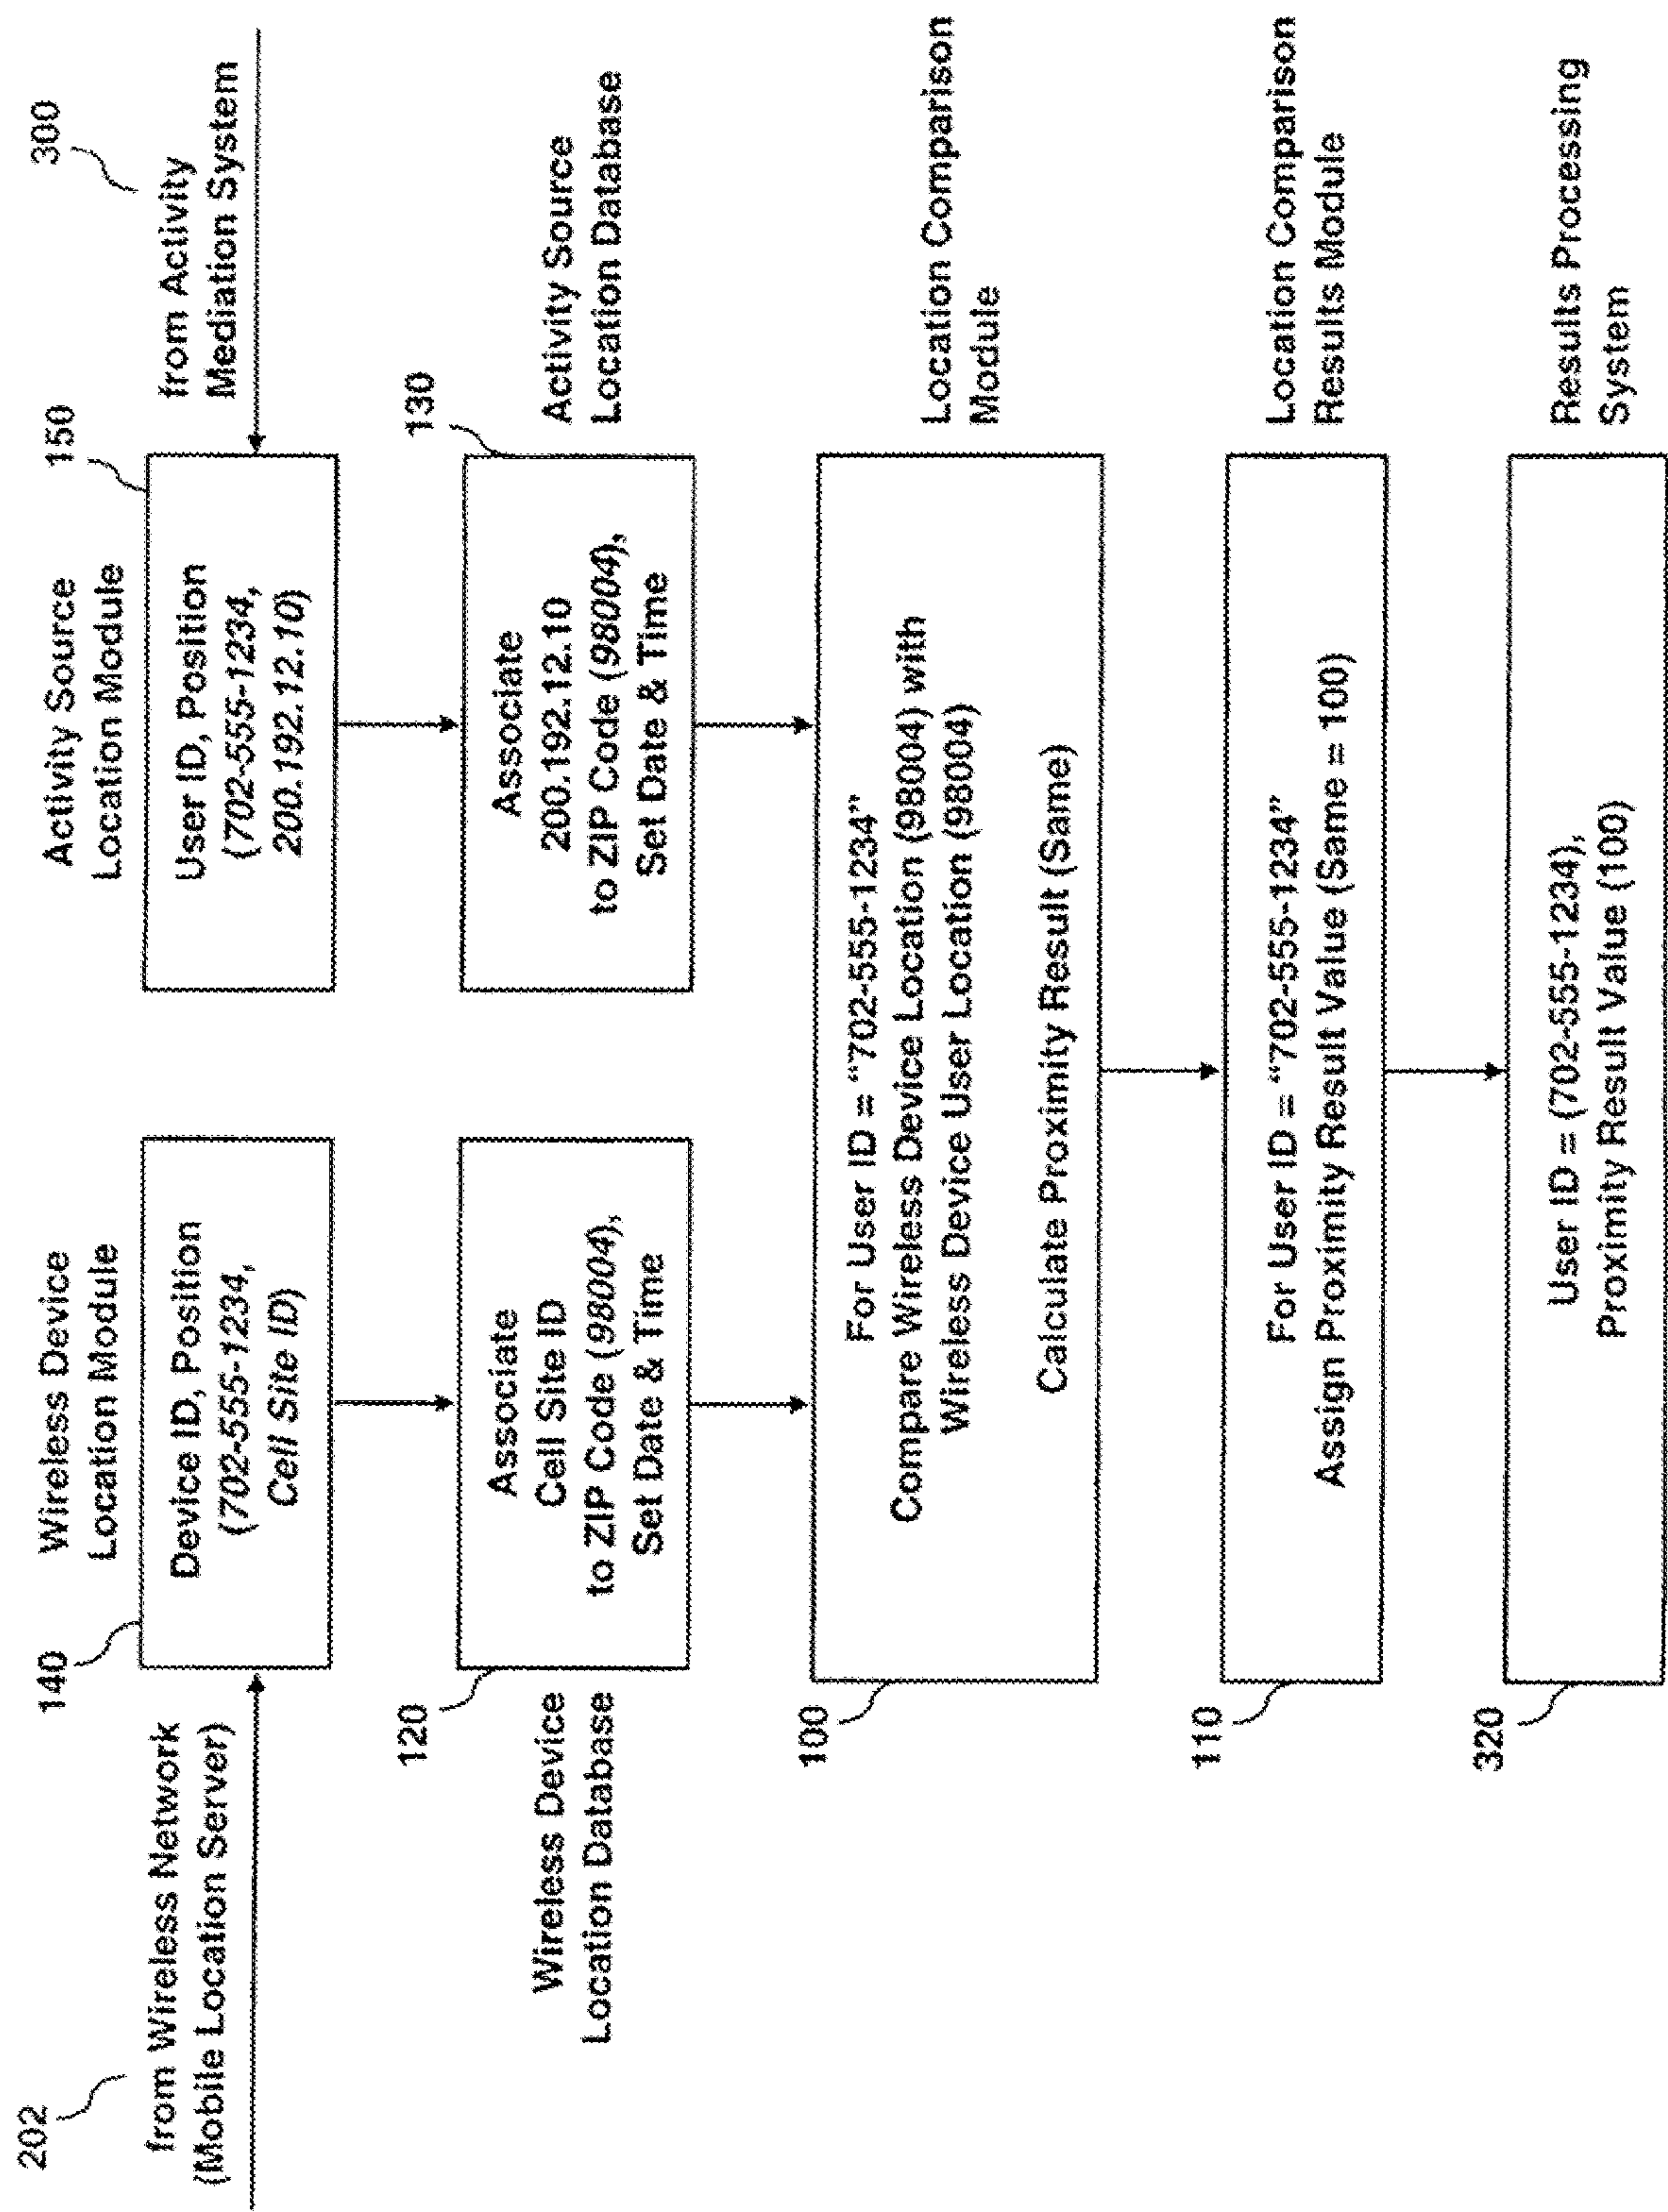 202
from Wireless Network
(Mobile Location Server)
140
Wireless Device
Location Module
Device ID, Position
(702-555-1234,
Cell Site ID)
Activity Source
Location Module
150
User ID, Position
(702-555-1234,
200.192.12.10)
300
from Activity
Mediation System
Wireless Device
Location Database
120
Associate
Cell Site ID
to ZIP Code (98004),
Set Date & Time
Associate
200.192.12.10
to ZIP Code (98004),
Set Date & Time
130
Activity Source
Location Database
100
For User ID = "702-555-1234"
Compare Wireless Device Location (98004) with
Wireless Device User Location (98004)
Calculate Proximity Result (Same)
Location Comparison
Module
110
For User ID = "702-555-1234"
Assign Proximity Result Value (Same = 100)
Location Comparison
Results Module
320
User ID = (702-555-1234),
Proximity Result Value (100)
Results Processing
System